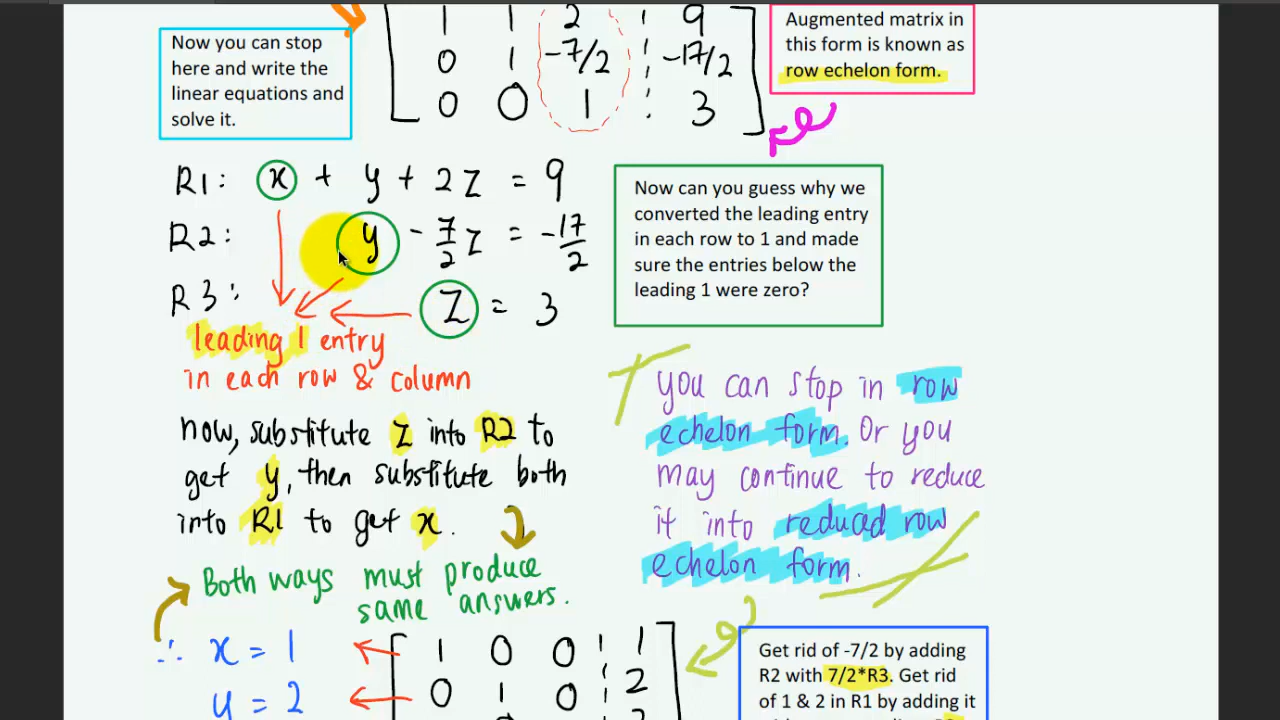 1 1 2 ¦ 9
0 1 -7/2 ¦ -17/2
0 0 1 ¦ 3
Now you can stop
here and write the
linear equations and
solve it.
Augmented matrix in
this form is known as
row echelon form.
R1: x + y + 2z = 9
R2: y - 7/2 z = -17/2
R3: z = 3
leading 1 entry
in each row & column
Now can you guess why we
converted the leading entry
in each row to 1 and made
sure the entries below the
leading 1 were zero?
now, substitute z into R2 to
get y, then substitute both
into R1 to get x.
you can stop in row
echelon form. Or you
may continue to reduce
it into reduced row
echelon form.
Both ways must produce
same answers.
∴ x = 1
y = 2
1 0 0 ¦ 1
0 1 0 ¦ 2
Get rid of -7/2 by adding
R2 with 7/2*R3. Get rid
of 1 & 2 in R1 by adding it